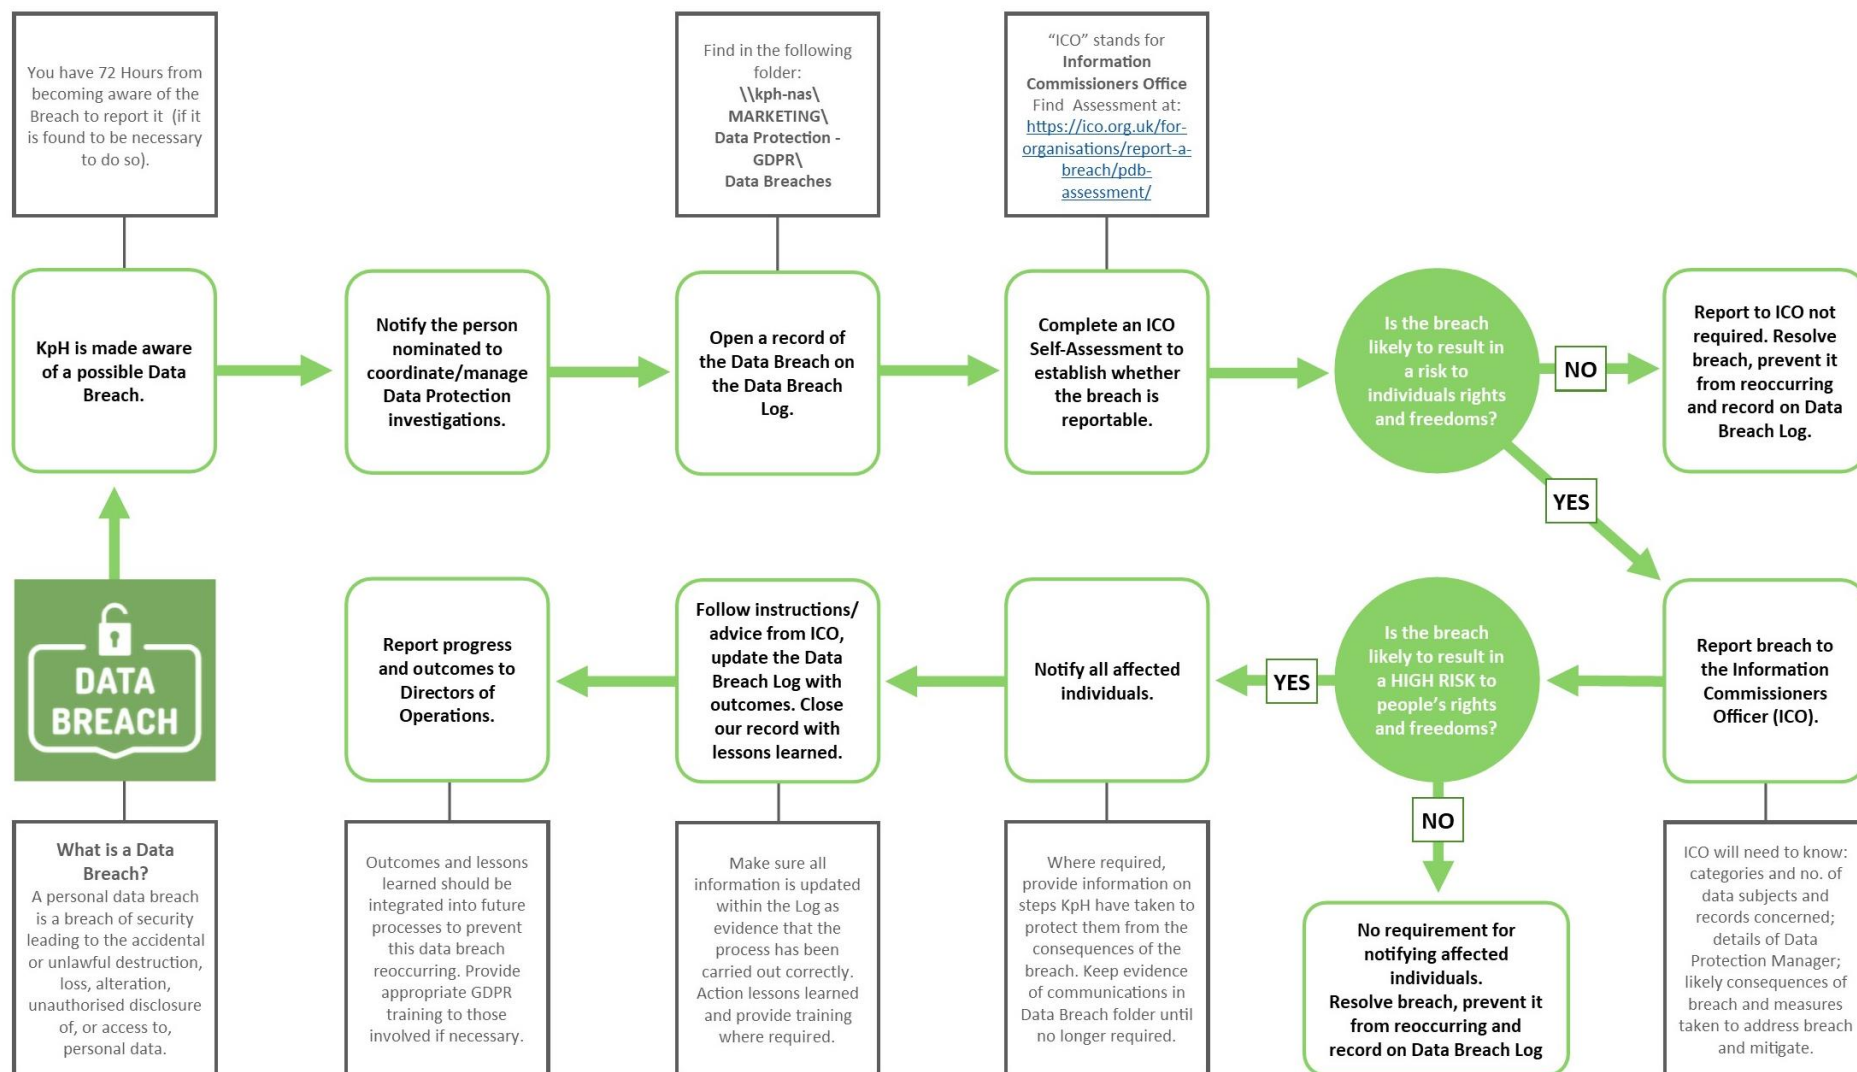 You have 72 Hours from
becoming aware of the
Breach to report it (if it
is found to be necessary
to do so).
Find in the following
folder:
\\kph-nas\
MARKETING\
Data Protection -
GDPR\
Data Breaches
“ICO” stands for
Information
Commissioners Office
Find Assessment at:
https://ico.org.uk/for-
organisations/report-a-
breach/pdb-
assessment/
KpH is made aware
of a possible Data
Breach.
Notify the person
nominated to
coordinate/manage
Data Protection
investigations.
Open a record of
the Data Breach on
the Data Breach
Log.
Complete an ICO
Self-Assessment to
establish whether
the breach is
reportable.
Is the breach
likely to result in
a risk to
individuals rights
and freedoms?
NO
Report to ICO not
required. Resolve
breach, prevent it
from reoccurring
and record on Data
Breach Log.
YES
Report breach to
the Information
Commissioners
Officer (ICO).
Is the breach
likely to result in
a HIGH RISK to
people’s rights
and freedoms?
YES
Notify all affected
individuals.
Follow instructions/
advice from ICO,
update the Data
Breach Log with
outcomes. Close
our record with
lessons learned.
Report progress
and outcomes to
Directors of
Operations.
DATA
BREACH
NO
What is a Data
Breach?
A personal data breach
is a breach of security
leading to the accidental
or unlawful destruction,
loss, alteration,
unauthorised disclosure
of, or access to,
personal data.
Outcomes and lessons
learned should be
integrated into future
processes to prevent
this data breach
reoccurring. Provide
appropriate GDPR
training to those
involved if necessary.
Make sure all
information is updated
within the Log as
evidence that the
process has been
carried out correctly.
Action lessons learned
and provide training
where required.
Where required,
provide information on
steps KpH have taken to
protect them from the
consequences of the
breach. Keep evidence
of communications in
Data Breach folder until
no longer required.
No requirement for
notifying affected
individuals.
Resolve breach, prevent it
from reoccurring and
record on Data Breach Log
ICO will need to know:
categories and no. of
data subjects and
records concerned;
details of Data
Protection Manager;
likely consequences of
breach and measures
taken to address breach
and mitigate.